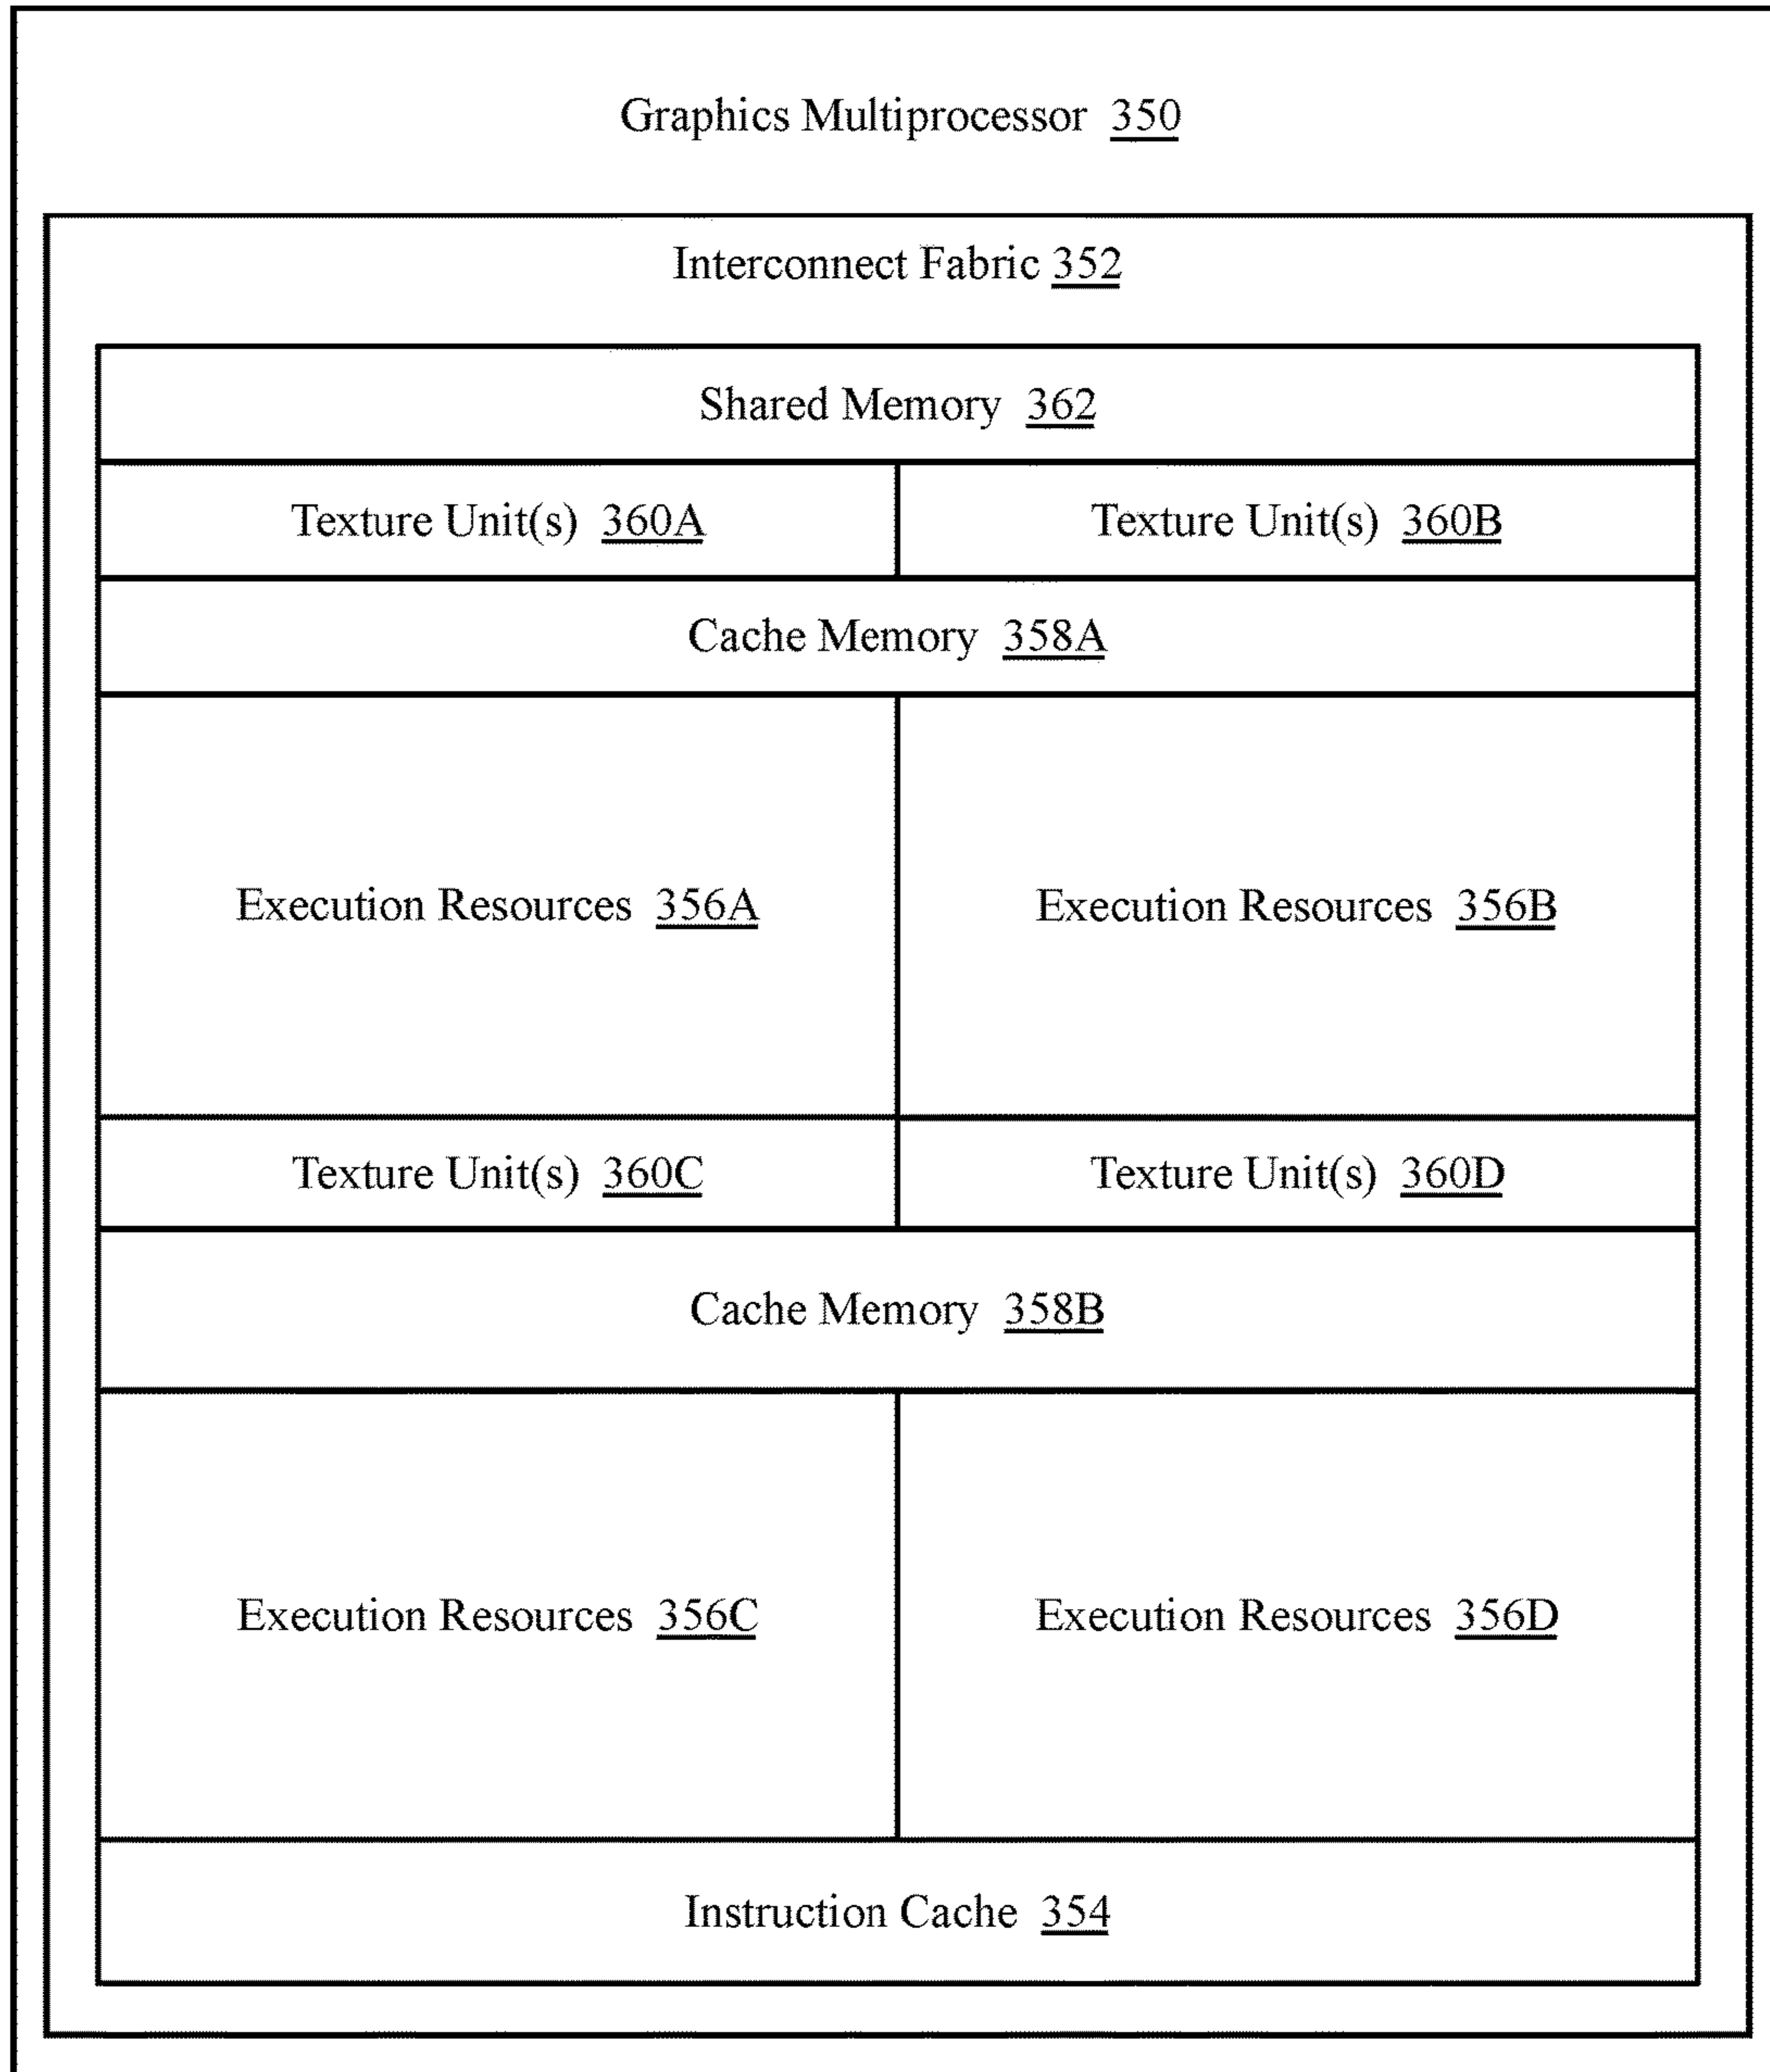 Graphics Multiprocessor 350
Interconnect Fabric 352
Shared Memory 362
Texture Unit(s) 360A
Texture Unit(s) 360B
Cache Memory 358A
Execution Resources 356A
Execution Resources 356B
Texture Unit(s) 360C
Texture Unit(s) 360D
Cache Memory 358B
Execution Resources 356C
Execution Resources 356D
Instruction Cache 354